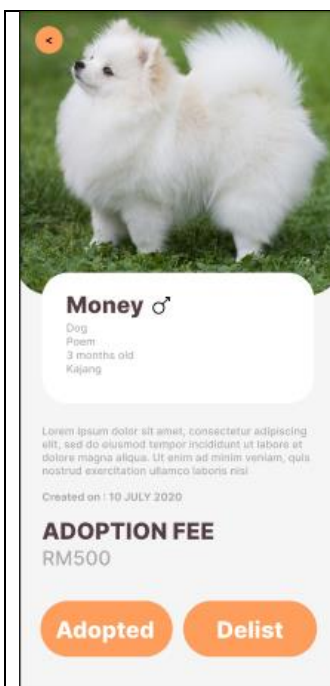 <
Money ♂
Dog
Poem
3 months old
Kajang
Lorem ipsum dolor sit amet, consectetur adipiscing
elit, sed do eiusmod tempor incididunt ut labore et
dolore magna aliqua. Ut enim ad minim veniam, quis
nostrud exercitation ullamco laboris nisi
Created on : 10 JULY 2020
ADOPTION FEE
RM500
Adopted Delist